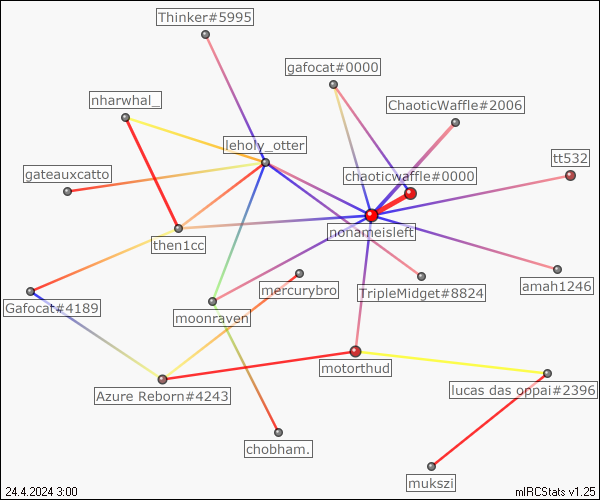 Thinker#5995
gafocat#0000
nharwhal_
ChaoticWaffle#2006
leholy_otter
tt532
gateauxcatto
chaoticwaffle#0000
nonameisleft
then1cc
amah1246
mercurybro
TripleMidget#8824
Gafocat#4189
moonraven
motorthud
lucas das oppai#2396
Azure Reborn#4243
chobham.
mukszi
24.4.2024 3:00
mIRCStats v1.25